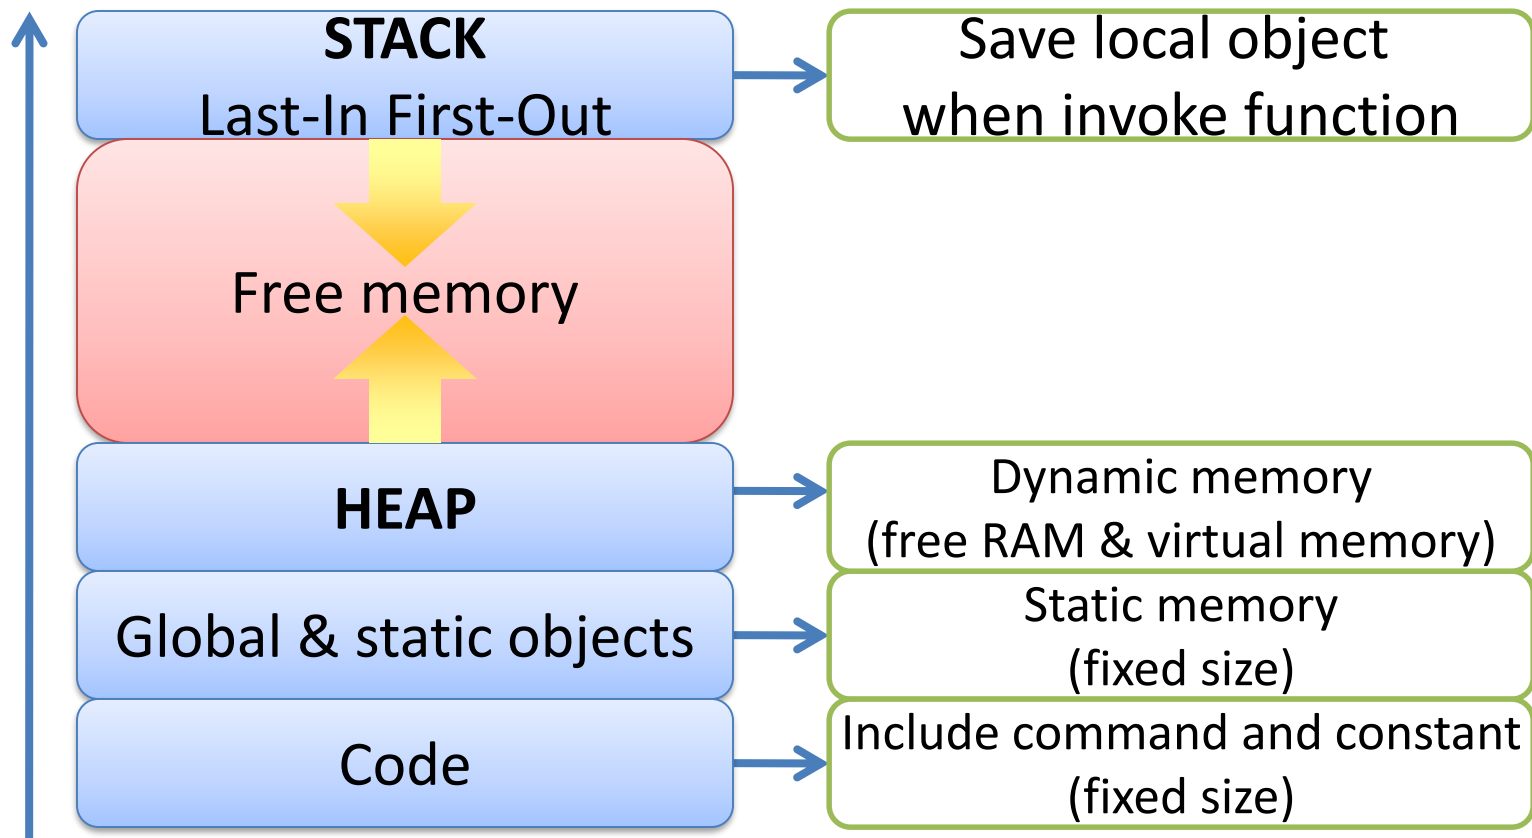 STACK
Last-In First-Out
Save local object
when invoke function
Free memory
HEAP
Dynamic memory
(free RAM & virtual memory)
Global & static objects
Static memory
(fixed size)
Code
Include command and constant
(fixed size)